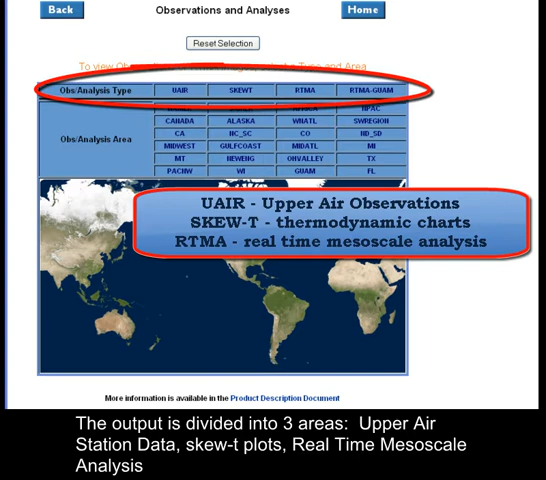 Back Observations and Analyses Home
Reset Selection
To view Type and Area
Obs/Analysis Type UAIR SKEWT RTMA RTMA-GUAM
NPAC
CANADA ALASKA WNATL SWREGION
Obs/Analysis Area CA NC_SC CO ND_SD
MIDWEST GULFCOAST MIDATL MI
MT NEWENG OHVALLEY TX
PACNW WI GUAM FL
UAIR - Upper Air Observations
SKEW-T - thermodynamic charts
RTMA - real time mesoscale analysis
More information is available in the Product Description Document
The output is divided into 3 areas: Upper Air
Station Data, skew-t plots, Real Time Mesoscale
Analysis